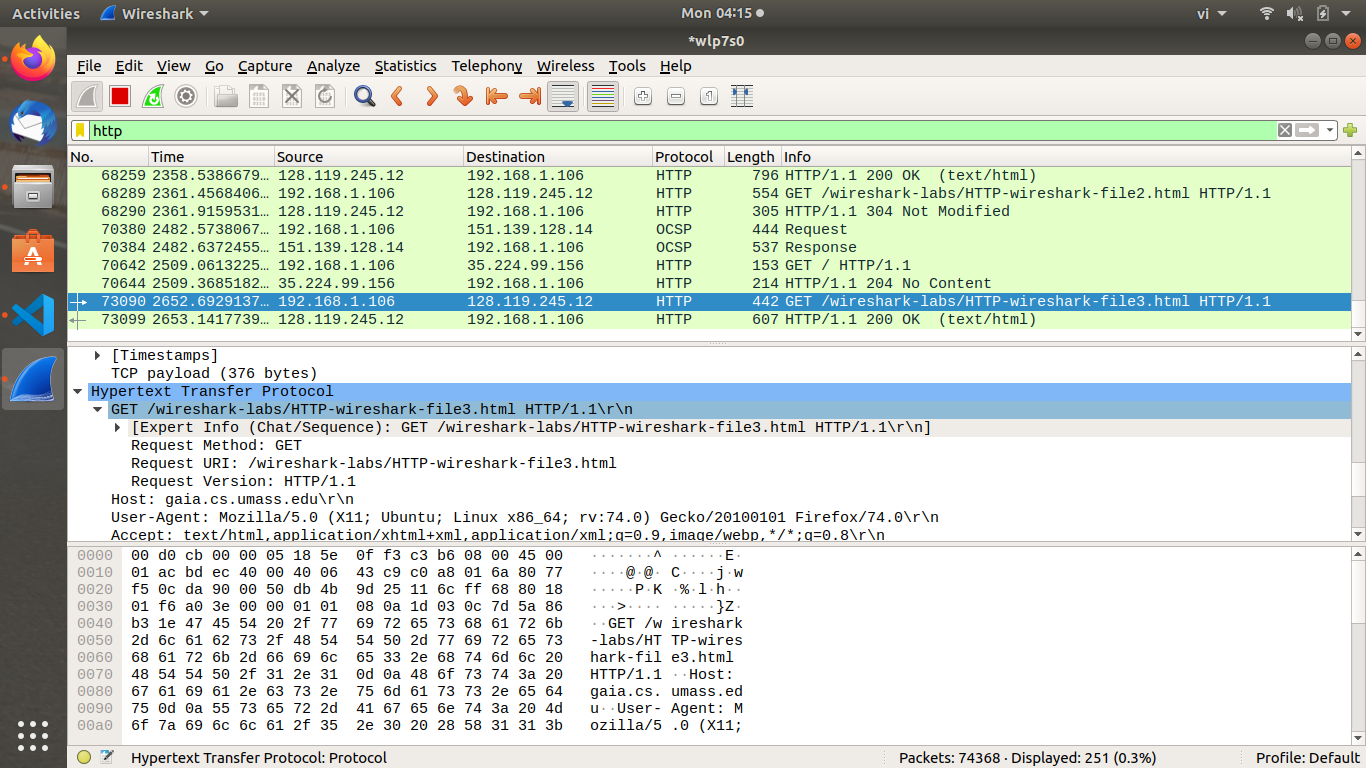 Activities Wireshark Mon 04:15 vi
*wlp7s0
File Edit View Go Capture Analyze Statistics Telephony Wireless Tools Help
http
No. Time Source Destination Protocol Length Info
68259 2358.5386679… 128.119.245.12 192.168.1.106 HTTP 796 HTTP/1.1 200 OK (text/html)
68289 2361.4568406… 192.168.1.106 128.119.245.12 HTTP 554 GET /wireshark-labs/HTTP-wireshark-file2.html HTTP/1.1
68290 2361.9159531… 128.119.245.12 192.168.1.106 HTTP 305 HTTP/1.1 304 Not Modified
70380 2482.5738067… 192.168.1.106 151.139.128.14 OCSP 444 Request
70384 2482.6372455… 151.139.128.14 192.168.1.106 OCSP 537 Response
70642 2509.0613225… 192.168.1.106 35.224.99.156 HTTP 153 GET / HTTP/1.1
70644 2509.3685182… 35.224.99.156 192.168.1.106 HTTP 214 HTTP/1.1 204 No Content
73090 2652.6929137… 192.168.1.106 128.119.245.12 HTTP 442 GET /wireshark-labs/HTTP-wireshark-file3.html HTTP/1.1
73099 2653.1417739… 128.119.245.12 192.168.1.106 HTTP 607 HTTP/1.1 200 OK (text/html)
[Timestamps]
TCP payload (376 bytes)
Hypertext Transfer Protocol
GET /wireshark-labs/HTTP-wireshark-file3.html HTTP/1.1\r\n
[Expert Info (Chat/Sequence): GET /wireshark-labs/HTTP-wireshark-file3.html HTTP/1.1\r\n]
Request Method: GET
Request URI: /wireshark-labs/HTTP-wireshark-file3.html
Request Version: HTTP/1.1
Host: gaia.cs.umass.edu\r\n
User-Agent: Mozilla/5.0 (X11; Ubuntu; Linux x86_64; rv:74.0) Gecko/20100101 Firefox/74.0\r\n
Accept: text/html,application/xhtml+xml,application/xml;q=0.9,image/webp,*/*;q=0.8\r\n
0000 00 d0 cb 00 00 05 18 5e 0f f3 c3 b6 08 00 45 00 ·······^ ······E·
0010 01 ac bd ec 40 00 40 06 43 c9 c0 a8 01 6a 80 77 ····@·@· C····j·w
0020 f5 0c da 90 00 50 db 4b 9d 25 11 6c ff 68 80 18 ·····P·K ·%·l·h··
0030 01 f6 a0 3e 00 00 01 01 08 0a 1d 03 0c 7d 5a 86 ···>···· ·····}Z·
0040 b3 1e 47 45 54 20 2f 77 69 72 65 73 68 61 72 6b ··GET /w ireshark
0050 2d 6c 61 62 73 2f 48 54 54 50 2d 77 69 72 65 73 -labs/HT TP-wires
0060 68 61 72 6b 2d 66 69 6c 65 33 2e 68 74 6d 6c 20 hark-fil e3.html
0070 48 54 54 50 2f 31 2e 31 0d 0a 48 6f 73 74 3a 20 HTTP/1.1 ··Host:
0080 67 61 69 61 2e 63 73 2e 75 6d 61 73 73 2e 65 64 gaia.cs. umass.ed
0090 75 0d 0a 55 73 65 72 2d 41 67 65 6e 74 3a 20 4d u··User- Agent: M
00a0 6f 7a 69 6c 6c 61 2f 35 2e 30 20 28 58 31 31 3b ozilla/5 .0 (X11;
Hypertext Transfer Protocol: Protocol Packets: 74368 · Displayed: 251 (0.3%) Profile: Default